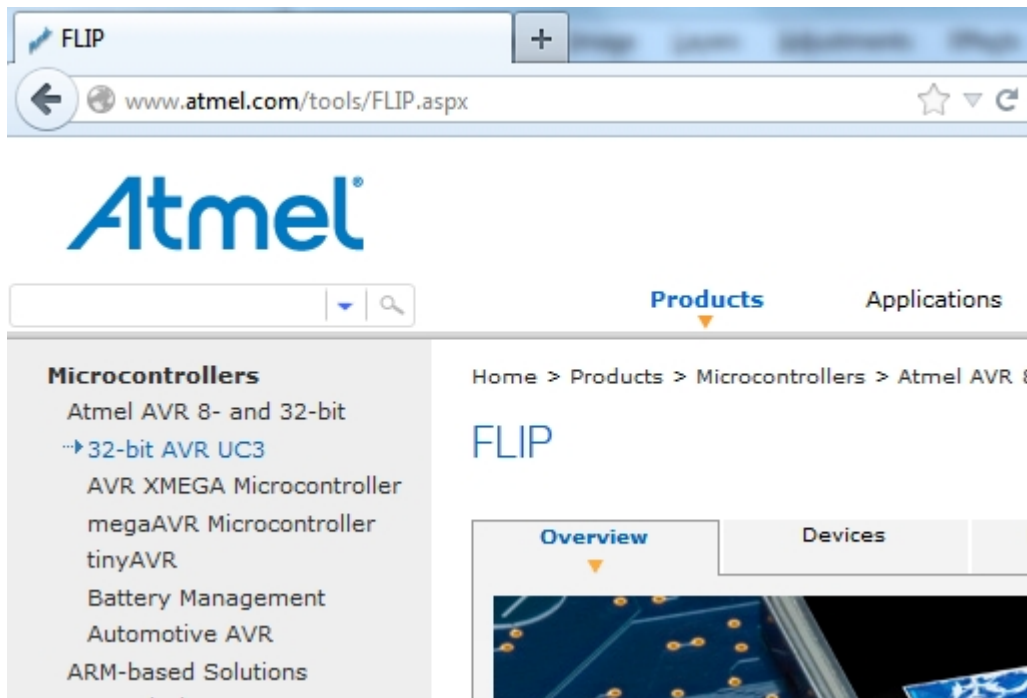 FLIP
www.atmel.com/tools/FLIP.aspx
Atmel®
Products Applications
Microcontrollers
Atmel AVR 8- and 32-bit
32-bit AVR UC3
AVR XMEGA Microcontroller
megaAVR Microcontroller
tinyAVR
Battery Management
Automotive AVR
ARM-based Solutions
Home > Products > Microcontrollers > Atmel AVR
FLIP
Overview Devices